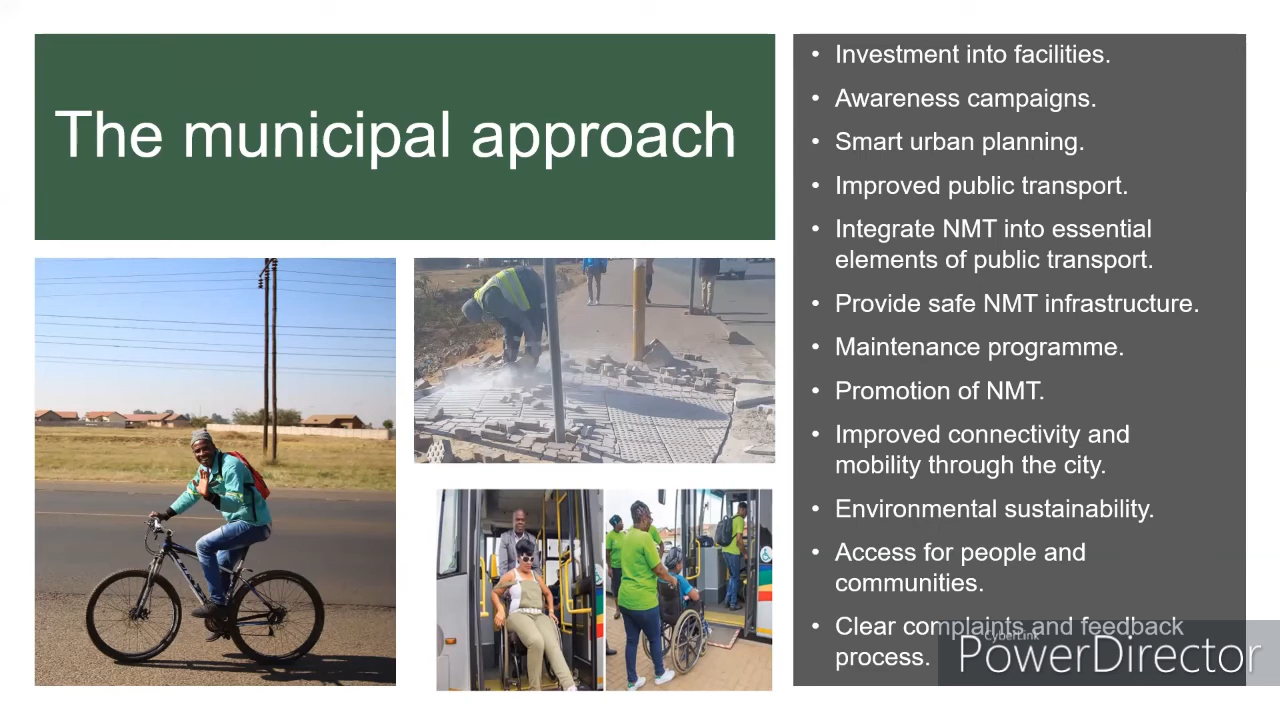 The municipal approach
• Investment into facilities.
• Awareness campaigns.
• Smart urban planning.
• Improved public transport.
• Integrate NMT into essential
elements of public transport.
• Provide safe NMT infrastructure.
• Maintenance programme.
• Promotion of NMT.
• Improved connectivity and
mobility through the city.
• Environmental sustainability.
• Access for people and
communities.
• Clear complaints and feedback
process.
CyberLink
PowerDirector